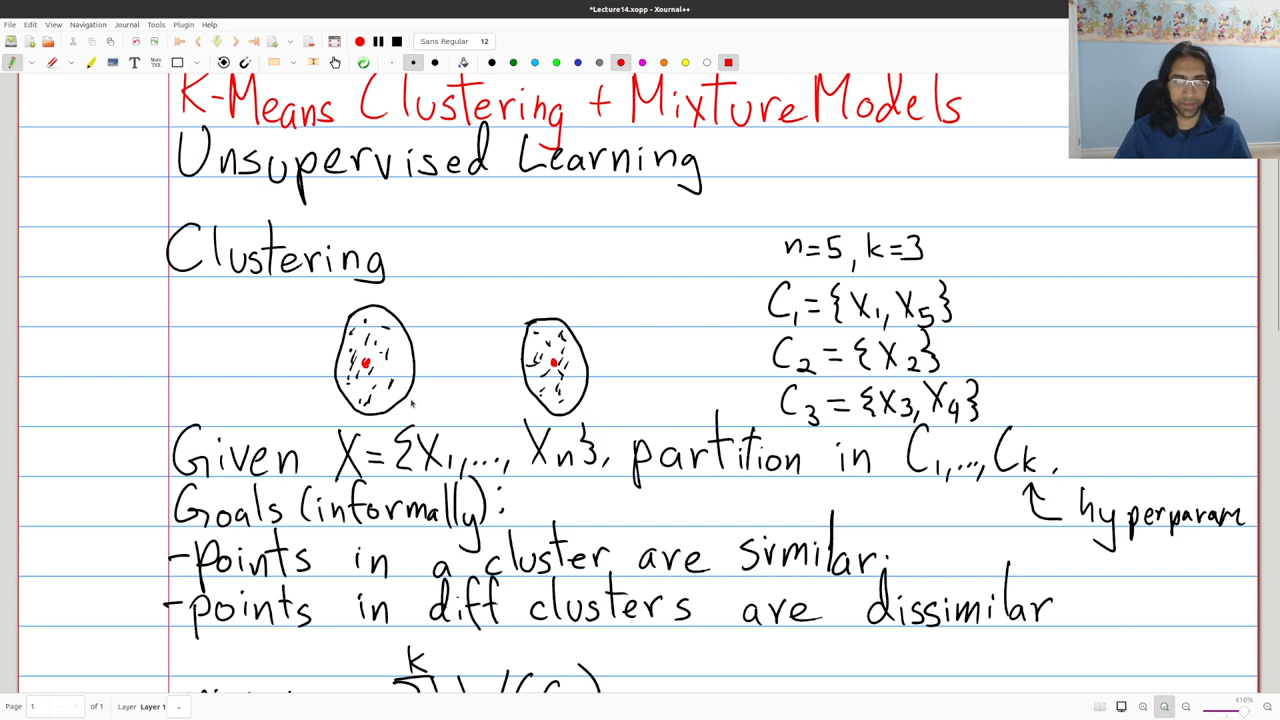 *Lecture14.xopp - Xournal++
File Edit View Navigation Journal Tools Plugin Help
Sans Regular 12
K-Means Clustering + Mixture Models
Unsupervised Learning
Clustering
n=5, k=3
C₁={X₁, X₅}
C₂={X₂}
C₃={X₃, X₄}
Given X={X₁,..., Xn}, partition in C₁,..., Ck.
Goals (informally):
hyperparam
-points in a cluster are similar.
-points in diff clusters are dissimilar
k
Page 1 of 1 Layer Layer 1
416%